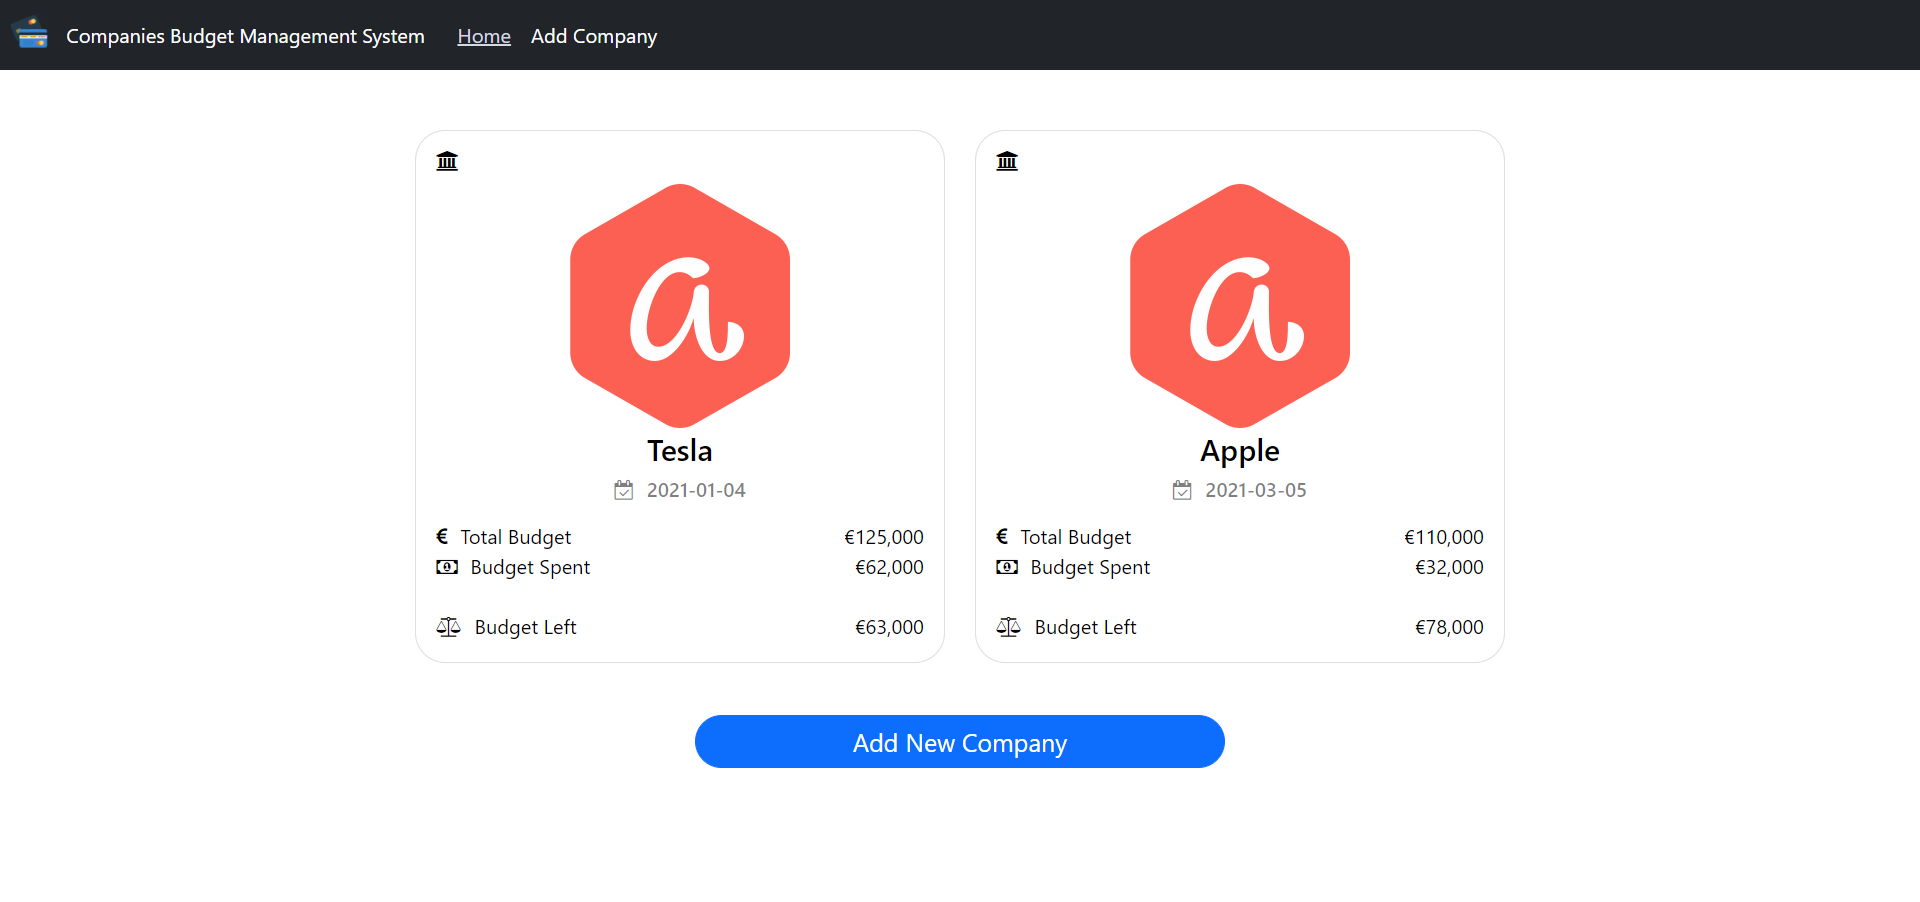 Companies Budget Management System Home Add Company
a
Tesla
2021-01-04
€ Total Budget €125,000
Budget Spent €62,000
Budget Left €63,000
a
Apple
2021-03-05
€ Total Budget €110,000
Budget Spent €32,000
Budget Left €78,000
Add New Company